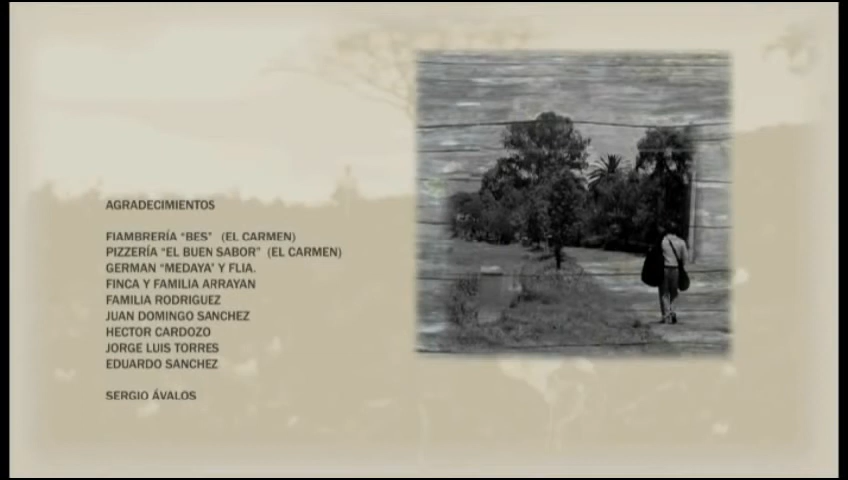 AGRADECIMIENTOS
FIAMBRERÍA “BES” (EL CARMEN)
PIZZERÍA “EL BUEN SABOR” (EL CARMEN)
GERMAN “MEDAYA” Y FLIA.
FINCA Y FAMILIA ARRAYAN
FAMILIA RODRIGUEZ
JUAN DOMINGO SANCHEZ
HECTOR CARDOZO
JORGE LUIS TORRES
EDUARDO SANCHEZ
SERGIO ÁVALOS